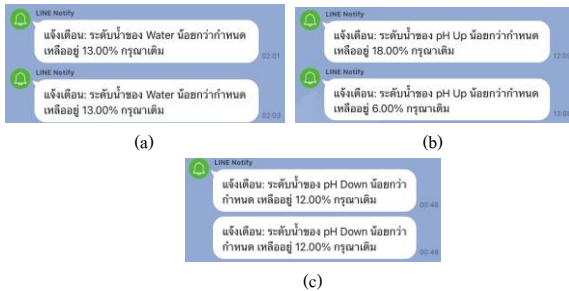 LINE Notify
แจ้งเตือน: ระดับน้ำของ Water น้อยกว่ากำหนด
เหลืออยู่ 13.00% กรุณาเติม
02:01
LINE Notify
แจ้งเตือน: ระดับน้ำของ Water น้อยกว่ากำหนด
เหลืออยู่ 13.00% กรุณาเติม
02:03
(a)
LINE Notify
แจ้งเตือน: ระดับน้ำของ pH Up น้อยกว่ากำหนด
เหลืออยู่ 18.00% กรุณาเติม
LINE Notify
แจ้งเตือน: ระดับน้ำของ pH Up น้อยกว่ากำหนด
เหลืออยู่ 6.00% กรุณาเติม
(b)
LINE Notify
แจ้งเตือน: ระดับน้ำของ pH Down น้อยกว่า
กำหนด เหลืออยู่ 12.00% กรุณาเติม
00:48
แจ้งเตือน: ระดับน้ำของ pH Down น้อยกว่า
กำหนด เหลืออยู่ 12.00% กรุณาเติม
00:48
(c)